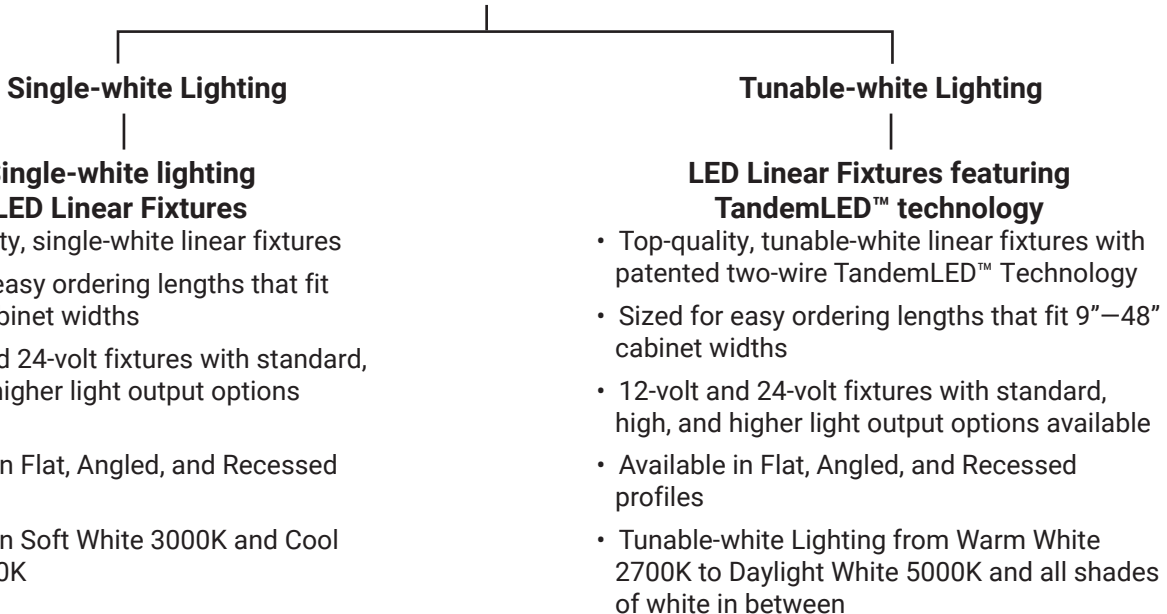 Single-white Lighting
Tunable-white Lighting
Single-white lighting
LED Linear Fixtures
single-white linear fixtures
easy ordering lengths that fit
widths
24-volt fixtures with standard,
higher light output options
in Flat, Angled, and Recessed
in Soft White 3000K and Cool
LED Linear Fixtures featuring
TandemLED™ technology
• Top-quality, tunable-white linear fixtures with
patented two-wire TandemLED™ Technology
• Sized for easy ordering lengths that fit 9”—48”
cabinet widths
• 12-volt and 24-volt fixtures with standard,
high, and higher light output options available
• Available in Flat, Angled, and Recessed
profiles
• Tunable-white Lighting from Warm White
2700K to Daylight White 5000K and all shades
of white in between